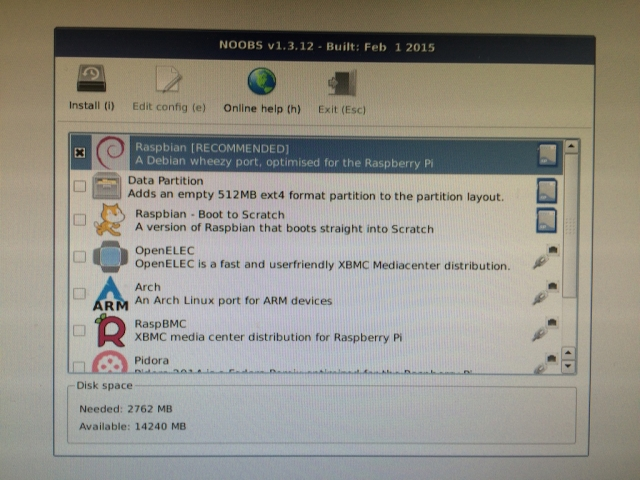 NOOBS v1.3.12 - Built: Feb 1 2015
Install (i)
Edit config (e)
Online help (h)
Exit (Esc)
Raspbian [RECOMMENDED]
A Debian wheezy port, optimised for the Raspberry Pi
Data Partition
Adds an empty 512MB ext4 format partition to the partition layout.
Raspbian - Boot to Scratch
A version of Raspbian that boots straight into Scratch
OpenELEC
OpenELEC is a fast and userfriendly XBMC Mediacenter distribution.
ARM
Arch
An Arch Linux port for ARM devices
RaspBMC
XBMC media center distribution for Raspberry Pi
Pidora
Disk space
Needed: 2762 MB
Available: 14240 MB